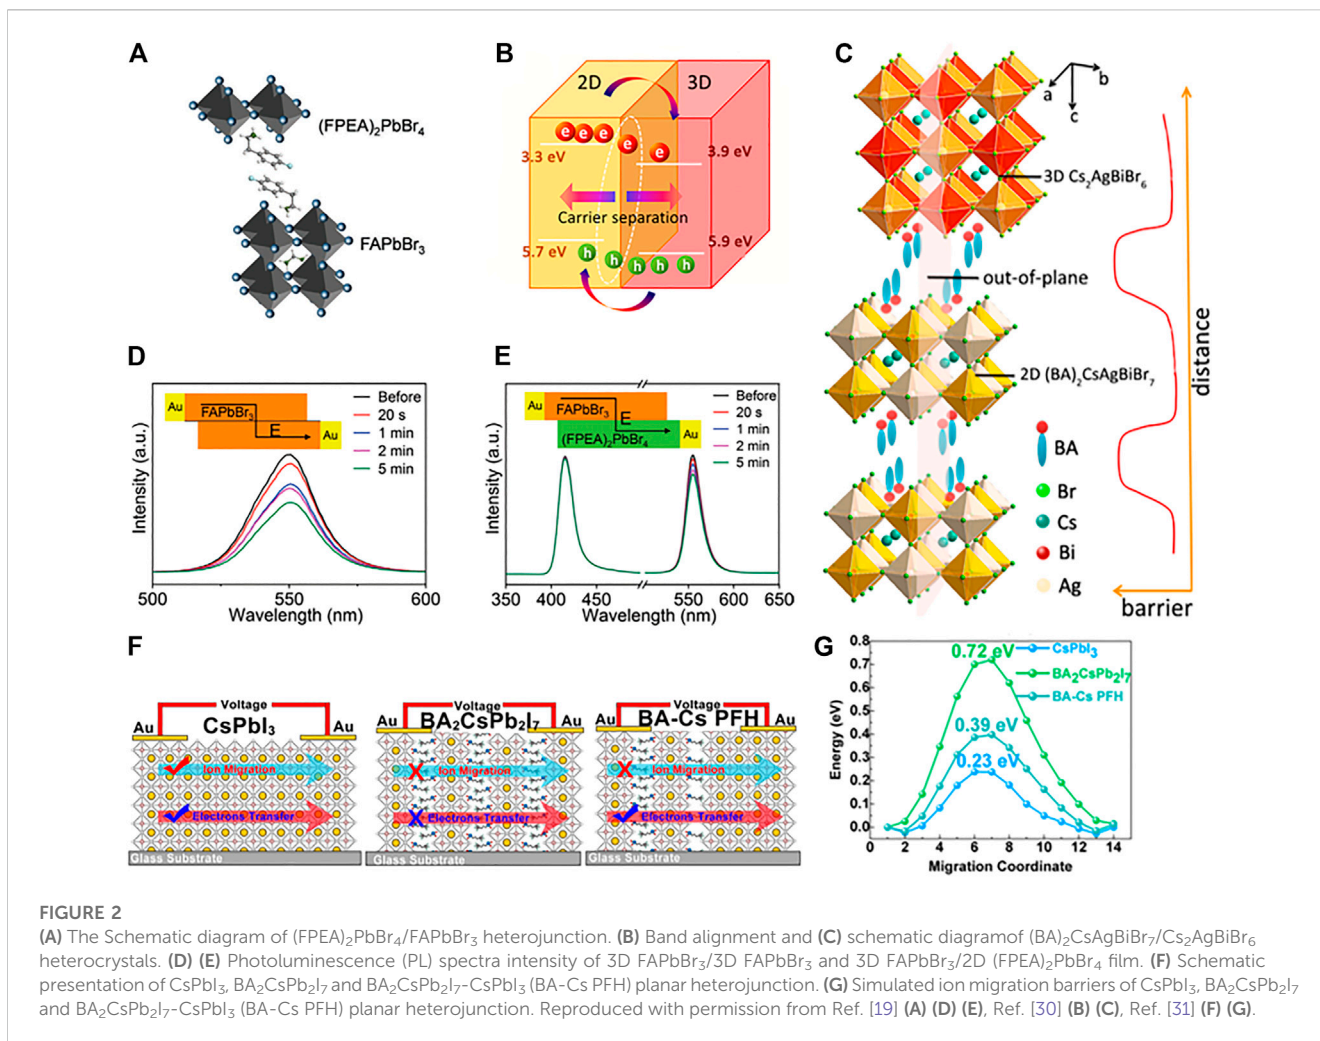 A
(FPEA)₂PbBr₄
FAPbBr₃
B
2D
3D
e e e
e
e
3.3 eV
3.9 eV
Carrier separation
5.7 eV
5.9 eV
h h h h h
C
a
b
c
3D Cs₂AgBiBr₆
out-of-plane
2D (BA)₂CsAgBiBr₇
BA
Br
Cs
Bi
Ag
distance
barrier
D
Au
FAPbBr₃
E
Au
Before
20 s
1 min
2 min
5 min
Intensity (a.u.)
500
550
600
Wavelength (nm)
E
Au
FAPbBr₃
E
(FPEA)₂PbBr₄
Au
Before
20 s
1 min
2 min
5 min
Intensity (a.u.)
350
400
450
550
600
650
Wavelength (nm)
F
Voltage
Au
CsPbI₃
Au
Ion Migration
Electrons Transfer
Glass Substrate
Voltage
Au
BA₂CsPb₂I₇
Au
Ion Migration
Electrons Transfer
Glass Substrate
Voltage
Au
BA-Cs PFH
Au
Ion Migration
Electrons Transfer
Glass Substrate
G
0.8
0.7
0.6
0.5
0.4
0.3
0.2
0.1
0.0
Energy (eV)
0.72 eV
0.39 eV
0.23 eV
CsPbI₃
BA₂CsPb₂I₇
BA-Cs PFH
0 2 4 6 8 10 12 14
Migration Coordinate
FIGURE 2
(A) The Schematic diagram of (FPEA)₂PbBr₄/FAPbBr₃ heterojunction. (B) Band alignment and (C) schematic diagramof (BA)₂CsAgBiBr₇/Cs₂AgBiBr₆
heterocrystals. (D) (E) Photoluminescence (PL) spectra intensity of 3D FAPbBr₃/3D FAPbBr₃ and 3D FAPbBr₃/2D (FPEA)₂PbBr₄ film. (F) Schematic
presentation of CsPbI₃, BA₂CsPb₂I₇ and BA₂CsPb₂I₇-CsPbI₃ (BA-Cs PFH) planar heterojunction. (G) Simulated ion migration barriers of CsPbI₃, BA₂CsPb₂I₇
and BA₂CsPb₂I₇-CsPbI₃ (BA-Cs PFH) planar heterojunction. Reproduced with permission from Ref. [19] (A) (D) (E), Ref. [30] (B) (C), Ref. [31] (F) (G).